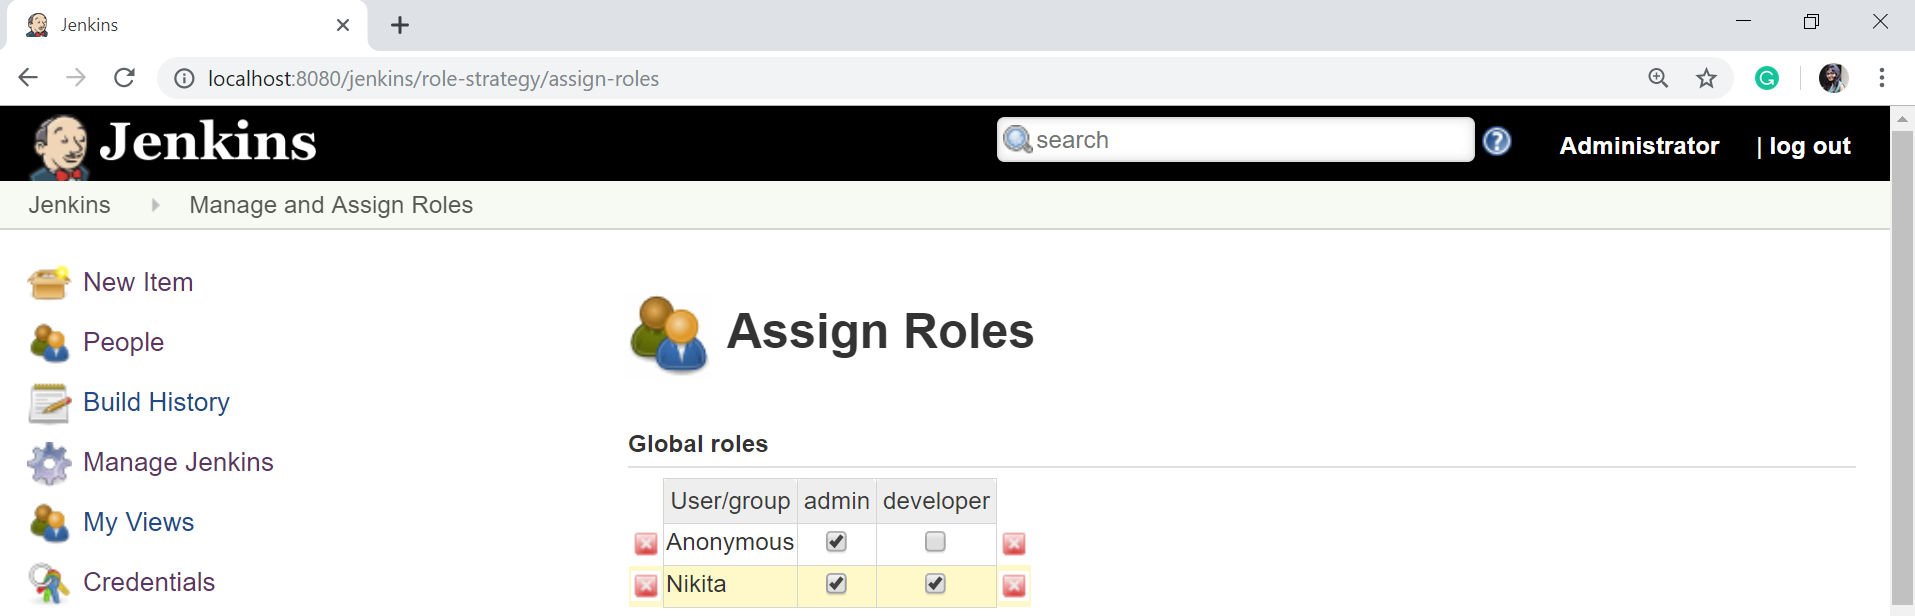 Jenkins
localhost:8080/jenkins/role-strategy/assign-roles
Jenkins
search
Administrator | log out
Jenkins Manage and Assign Roles
New Item
People
Build History
Manage Jenkins
My Views
Credentials
Assign Roles
Global roles
User/group admin developer
Anonymous
Nikita